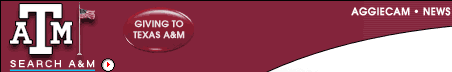 ATM
GIVING TO
TEXAS A&M
AGGIECAM • NEWS
SEARCH A&M